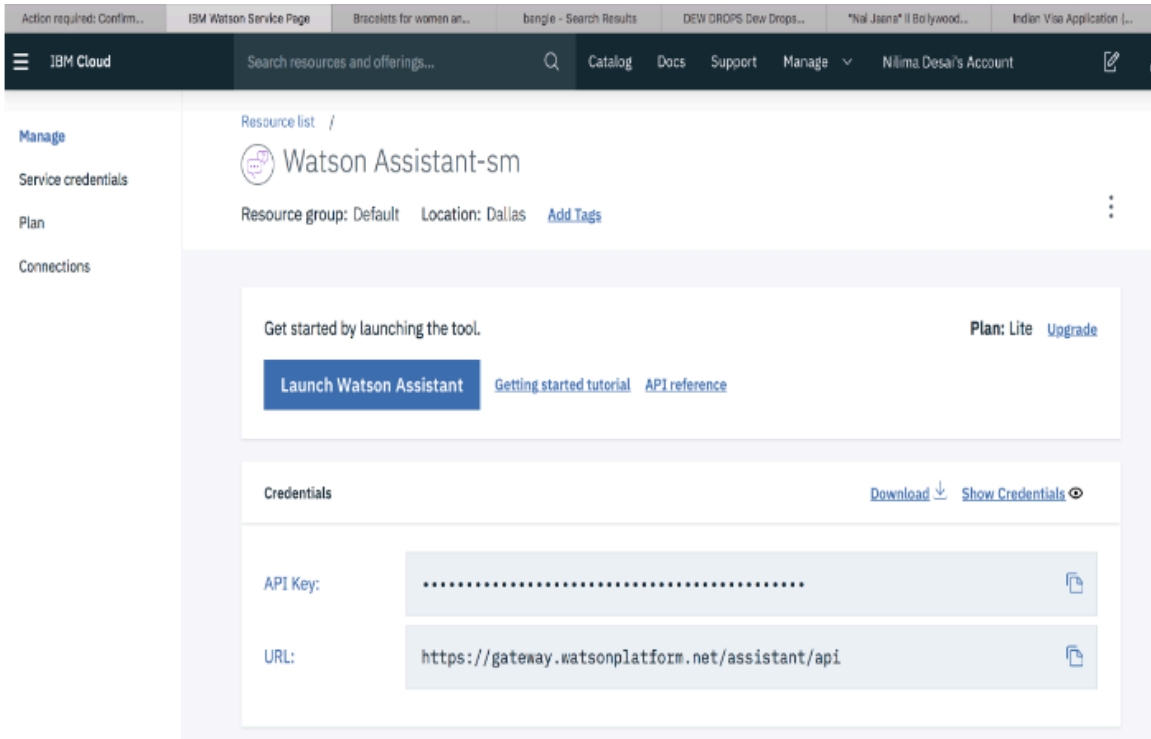 Action required: Confirm... IBM Watson Service Page Bracelets for women an... bangle - Search Results DEW DROPS Dew Drops... "Nai Jaana" II Bollywood... Indian Visa Application (...
IBM Cloud Search resources and offerings... Catalog Docs Support Manage Nilima Desai's Account
Resource list /
Manage
Watson Assistant-sm
Service credentials
Resource group: Default Location: Dallas Add Tags
Plan
Connections
Get started by launching the tool. Plan: Lite Upgrade
Launch Watson Assistant Getting started tutorial API reference
Credentials Download Show Credentials
API Key: ••••••••••••••••••••••••••••••••••••••••••••
URL: https://gateway.watsonplatform.net/assistant/api